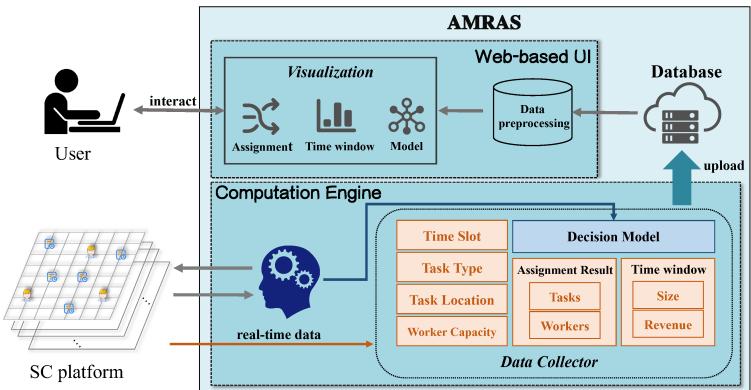 AMRAS
Web-based UI
Visualization
Assignment
Time window
Model
Data
preprocessing
Database
interact
User
upload
Computation Engine
Time Slot
Task Type
Task Location
Worker Capacity
Decision Model
Assignment Result
Tasks
Workers
Time window
Size
Revenue
Data Collector
real-time data
SC platform